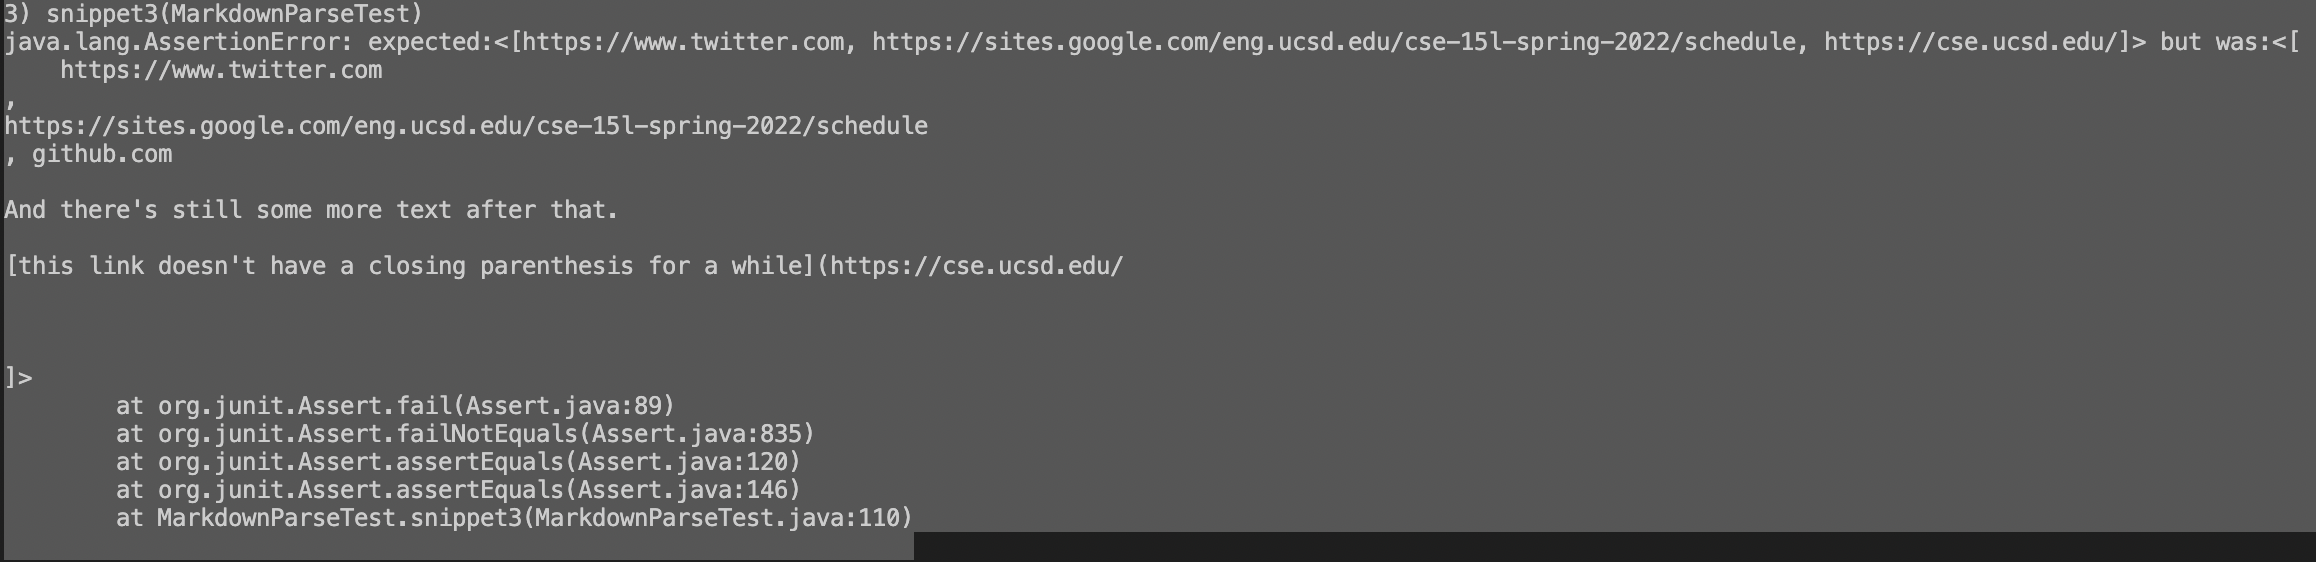 3) snippet3(MarkdownParseTest)
java.lang.AssertionError: expected:<[https://www.twitter.com, https://sites.google.com/eng.ucsd.edu/cse-15l-spring-2022/schedule, https://cse.ucsd.edu/]> but was:<[
    https://www.twitter.com
,
https://sites.google.com/eng.ucsd.edu/cse-15l-spring-2022/schedule
, github.com
And there's still some more text after that.
[this link doesn't have a closing parenthesis for a while](https://cse.ucsd.edu/
]>
        at org.junit.Assert.fail(Assert.java:89)
        at org.junit.Assert.failNotEquals(Assert.java:835)
        at org.junit.Assert.assertEquals(Assert.java:120)
        at org.junit.Assert.assertEquals(Assert.java:146)
        at MarkdownParseTest.snippet3(MarkdownParseTest.java:110)